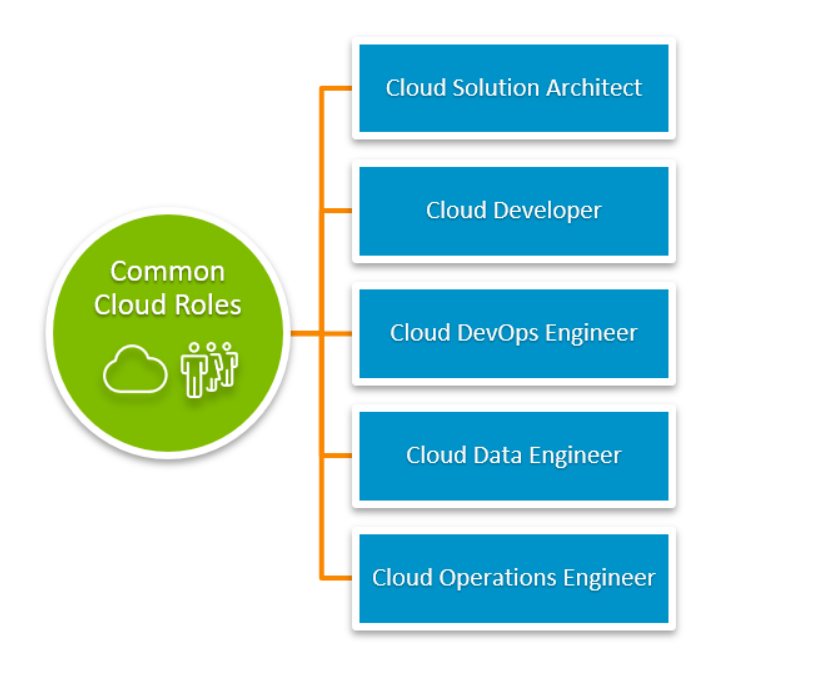 Common
Cloud Roles
Cloud Solution Architect
Cloud Developer
Cloud DevOps Engineer
Cloud Data Engineer
Cloud Operations Engineer